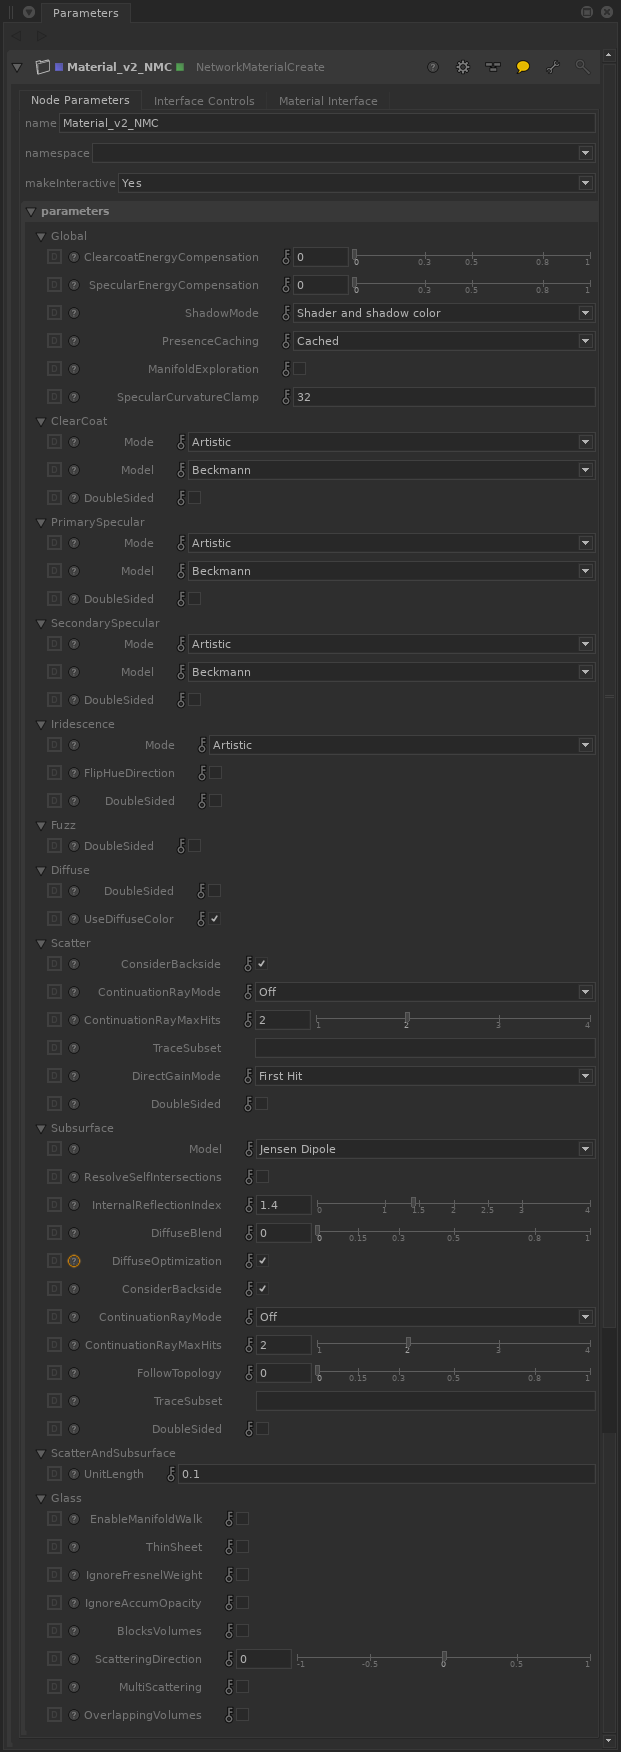 Parameters
Material_v2_NMC NetworkMaterialCreate
Node Parameters Interface Controls Material Interface
name Material_v2_NMC
namespace
makeInteractive Yes
parameters
Global
ClearcoatEnergyCompensation 0 0 0.3 0.5 0.8 1
SpecularEnergyCompensation 0 0 0.3 0.5 0.8 1
ShadowMode Shader and shadow color
PresenceCaching Cached
ManifoldExploration
SpecularCurvatureClamp 32
ClearCoat
Mode Artistic
Model Beckmann
DoubleSided
PrimarySpecular
Mode Artistic
Model Beckmann
DoubleSided
SecondarySpecular
Mode Artistic
Model Beckmann
DoubleSided
Iridescence
Mode Artistic
FlipHueDirection
DoubleSided
Fuzz
DoubleSided
Diffuse
DoubleSided
UseDiffuseColor
Scatter
ConsiderBackside
ContinuationRayMode Off
ContinuationRayMaxHits 2 1 2 3 4
TraceSubset
DirectGainMode First Hit
DoubleSided
Subsurface
Model Jensen Dipole
ResolveSelfIntersections
InternalReflectionIndex 1.4 0 1 1.5 2 2.5 3 4
DiffuseBlend 0 0 0.15 0.3 0.5 0.8 1
DiffuseOptimization
ConsiderBackside
ContinuationRayMode Off
ContinuationRayMaxHits 2 1 2 3 4
FollowTopology 0 0 0.15 0.3 0.5 0.8 1
TraceSubset
DoubleSided
ScatterAndSubsurface
UnitLength 0.1
Glass
EnableManifoldWalk
ThinSheet
IgnoreFresnelWeight
IgnoreAccumOpacity
BlocksVolumes
ScatteringDirection 0 -1 -0.5 0 0.5 1
MultiScattering
OverlappingVolumes